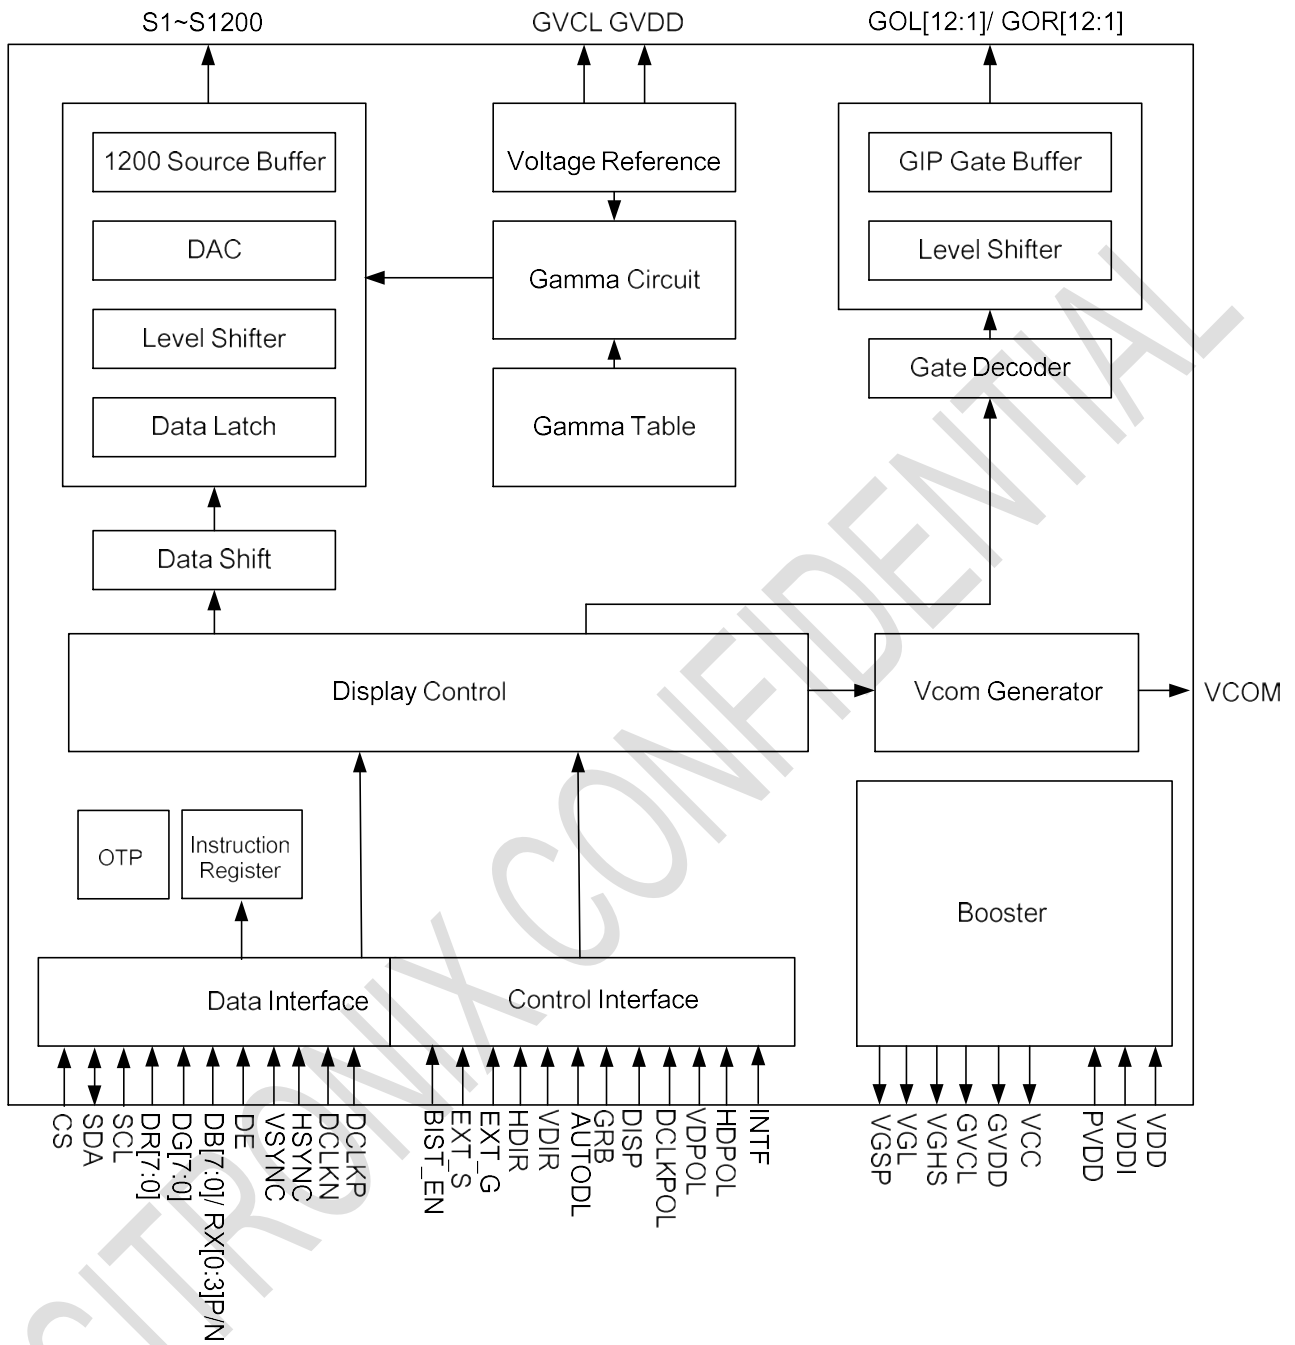 S1~S1200
GVCL GVDD
GOL[12:1]/ GOR[12:1]
1200 Source Buffer
DAC
Level Shifter
Data Latch
Voltage Reference
Gamma Circuit
Gamma Table
GIP Gate Buffer
Level Shifter
Gate Decoder
Data Shift
Display Control
Vcom Generator
VCOM
OTP
Instruction
Register
Booster
Data Interface
Control Interface
CS
SDA
SCL
DR[7:0]
DG[7:0]
DB[7:0]/ RX[0:3]P/N
DE
VSYNC
HSYNC
DCLKN
DCLKP
BIST_EN
EXT_S
EXT_G
HDIR
VDIR
AUTODL
GRB
DISP
DCLKPOL
VDPOL
HDPOL
INTF
VGSP
VGL
VGHS
GVCL
GVDD
VCC
PVDD
VDDI
VDD
SITRONIX CONFIDENTIAL